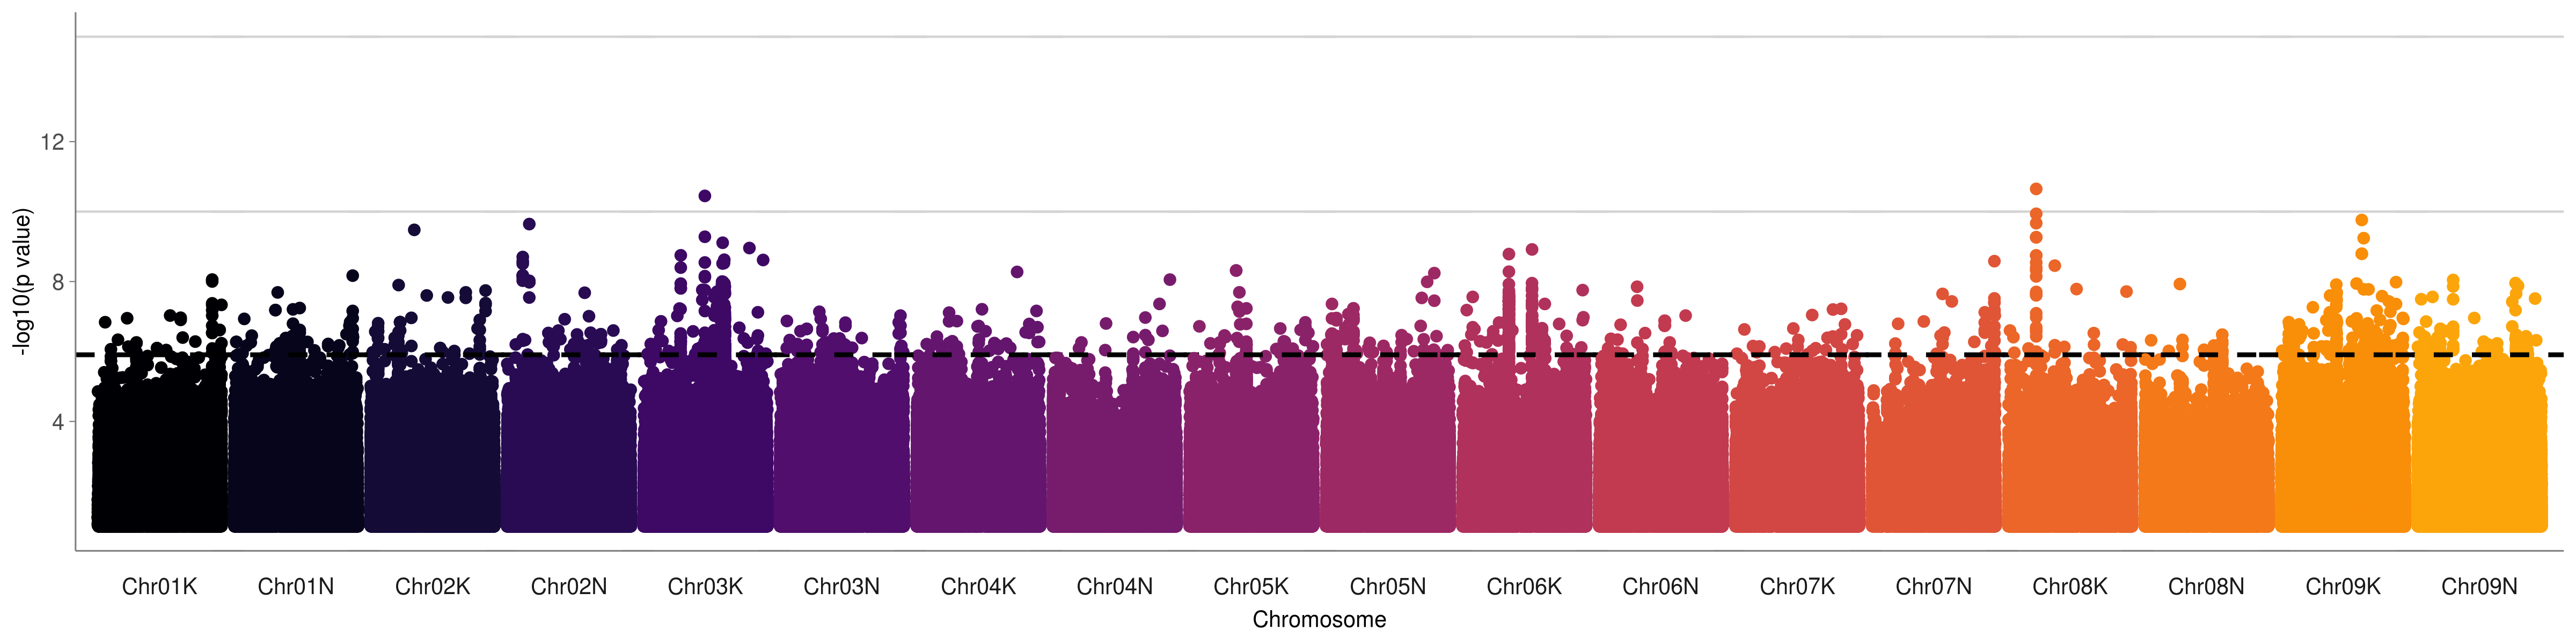 -log10(p value)
12
8
4
Chr01K Chr01N Chr02K Chr02N Chr03K Chr03N Chr04K Chr04N Chr05K Chr05N Chr06K Chr06N Chr07K Chr07N Chr08K Chr08N Chr09K Chr09N
Chromosome